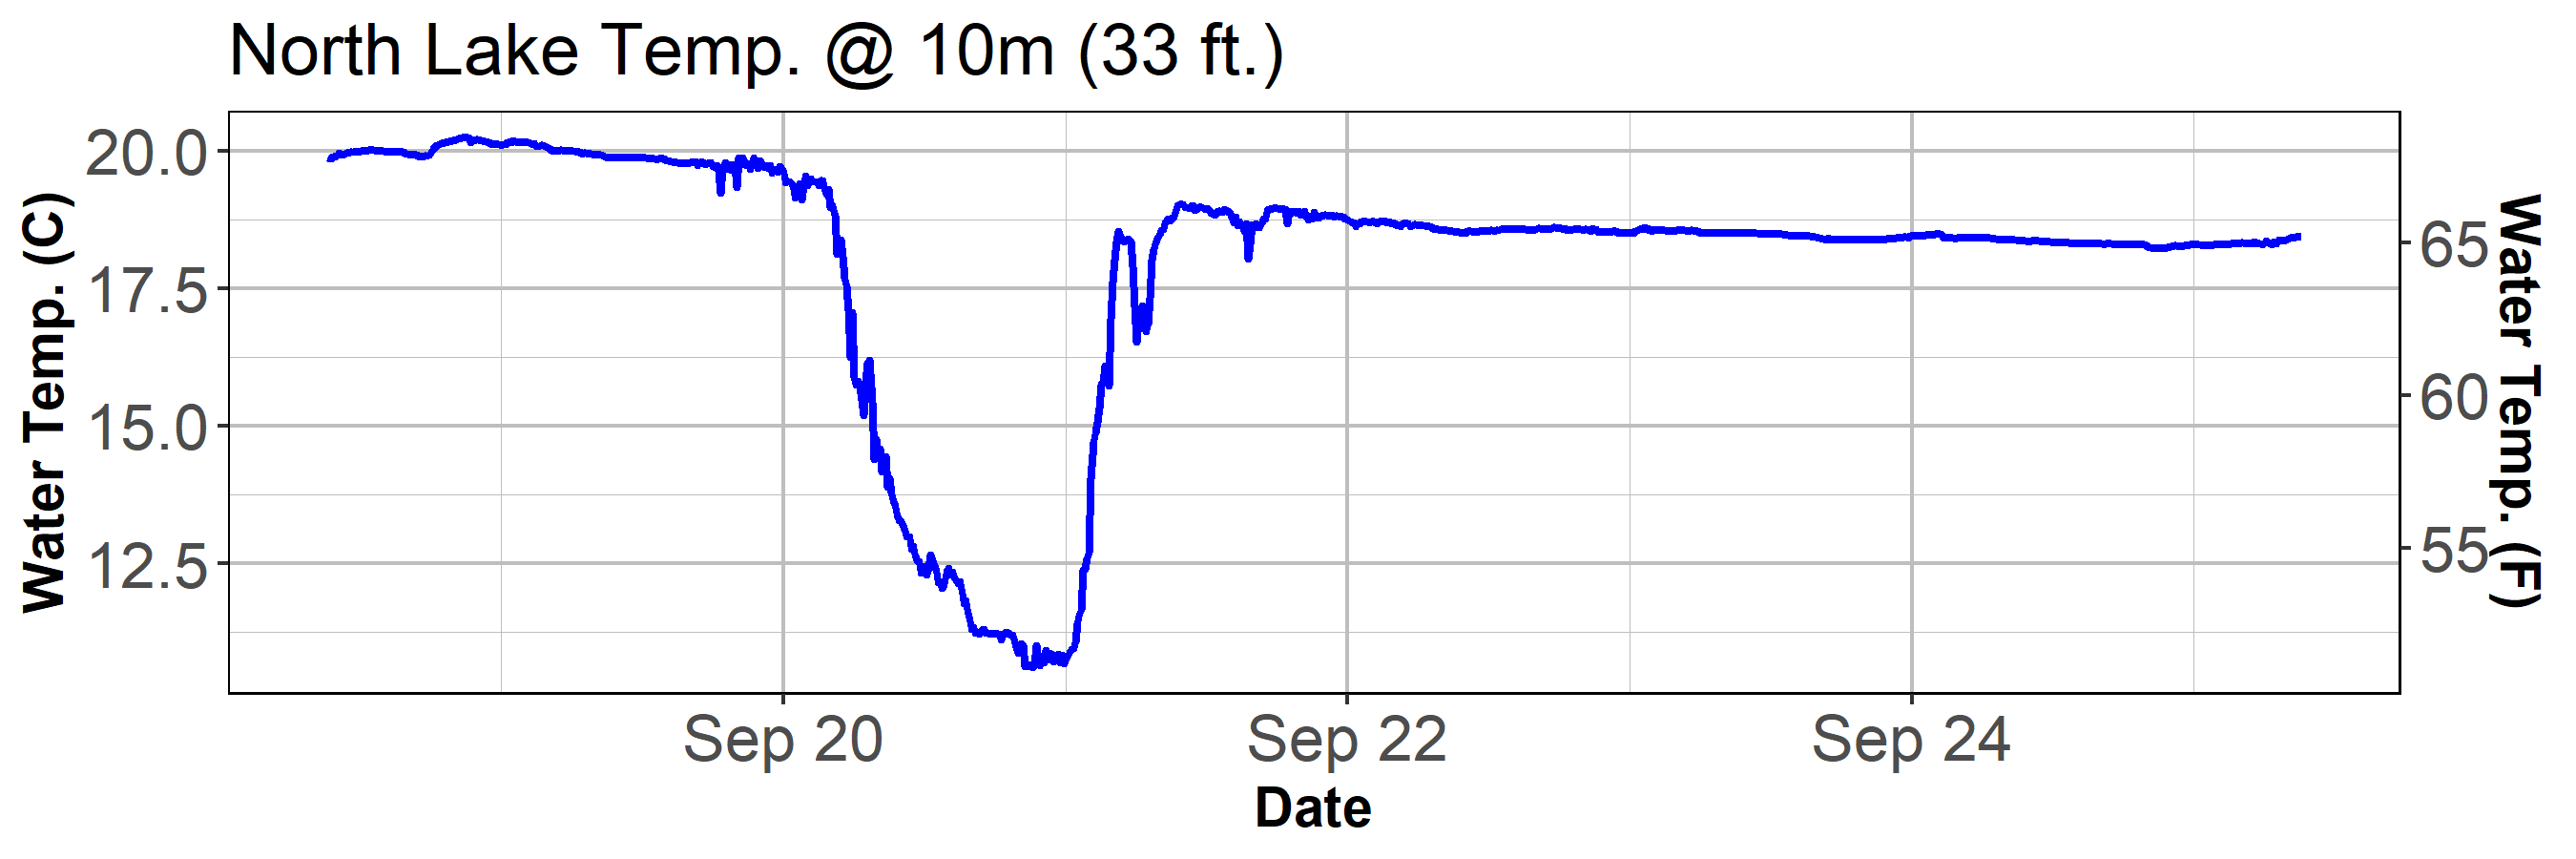 North Lake Temp. @ 10m (33 ft.)
Water Temp. (C)
20.0
17.5
15.0
12.5
65
60
55
Water Temp. (F)
Sep 20
Sep 22
Sep 24
Date